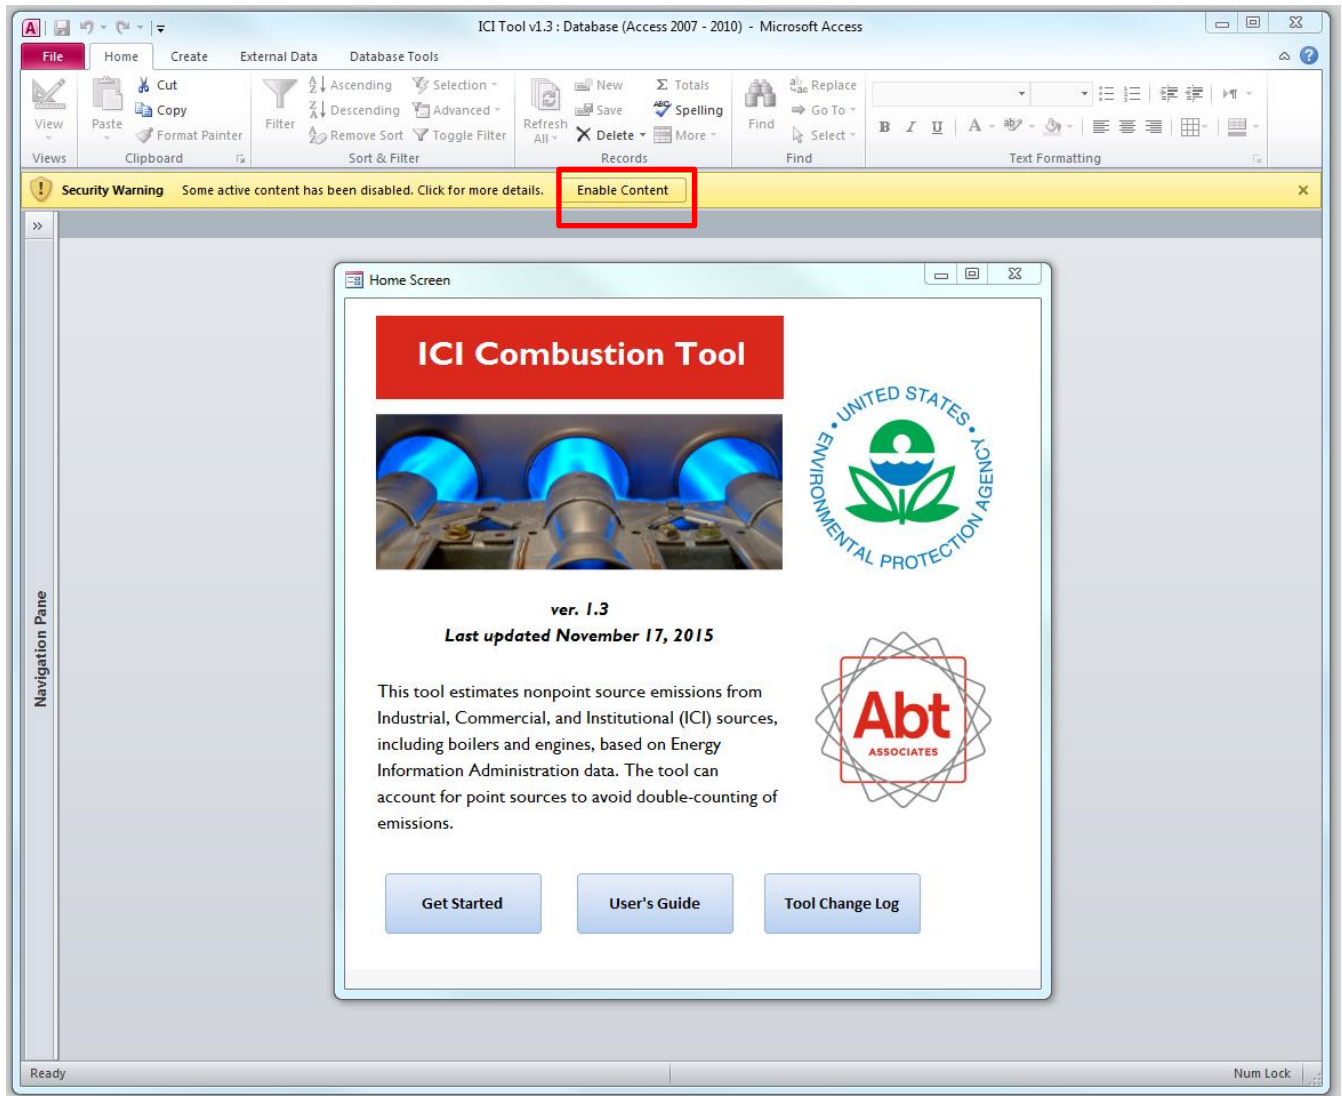 ICI Tool v1.3 : Database (Access 2007 - 2010) - Microsoft Access
File Home Create External Data Database Tools
View
Views
Paste
Cut
Copy
Format Painter
Clipboard
Filter
Ascending
Descending
Remove Sort
Selection
Advanced
Toggle Filter
Sort & Filter
Refresh
All
New
Save
Delete
Totals
Spelling
More
Records
Find
Replace
Go To
Select
Find
B I U A
Text Formatting
Security Warning Some active content has been disabled. Click for more details. Enable Content
Navigation Pane
Home Screen
ICI Combustion Tool
UNITED STATES
ENVIRONMENTAL PROTECTION AGENCY
ver. 1.3
Last updated November 17, 2015
Abt
ASSOCIATES
This tool estimates nonpoint source emissions from
Industrial, Commercial, and Institutional (ICI) sources,
including boilers and engines, based on Energy
Information Administration data. The tool can
account for point sources to avoid double-counting of
emissions.
Get Started User's Guide Tool Change Log
Ready Num Lock